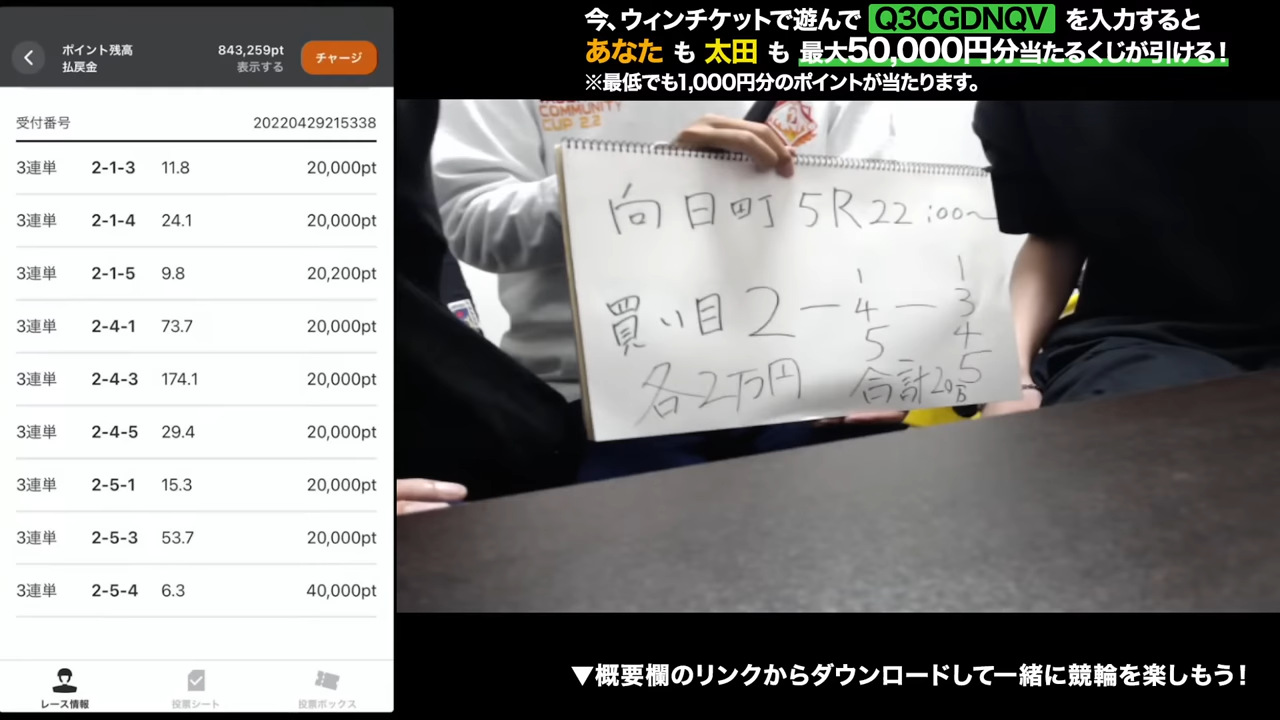 ポイント残高 843,259pt チャージ
払戻金 表示する
受付番号 20220429215338
3連単 2-1-3 11.8 20,000pt
3連単 2-1-4 24.1 20,000pt
3連単 2-1-5 9.8 20,200pt
3連単 2-4-1 73.7 20,000pt
3連単 2-4-3 174.1 20,000pt
3連単 2-4-5 29.4 20,000pt
3連単 2-5-1 15.3 20,000pt
3連単 2-5-3 53.7 20,000pt
3連単 2-5-4 6.3 40,000pt
レース情報 投票シート 投票ボックス
今、ウィンチケットで遊んで Q3CGDNQV を入力すると
あなた も 太田 も 最大50,000円分当たるくじが引ける!
※最低でも1,000円分のポイントが当たります。
COMMUNITY
CUP 2.2
向日町 5R 22:00~
1 1
買い目 2 - 4 - 3
5 4
5
各2万円 合計20万
▼概要欄のリンクからダウンロードして一緒に競輪を楽しもう!